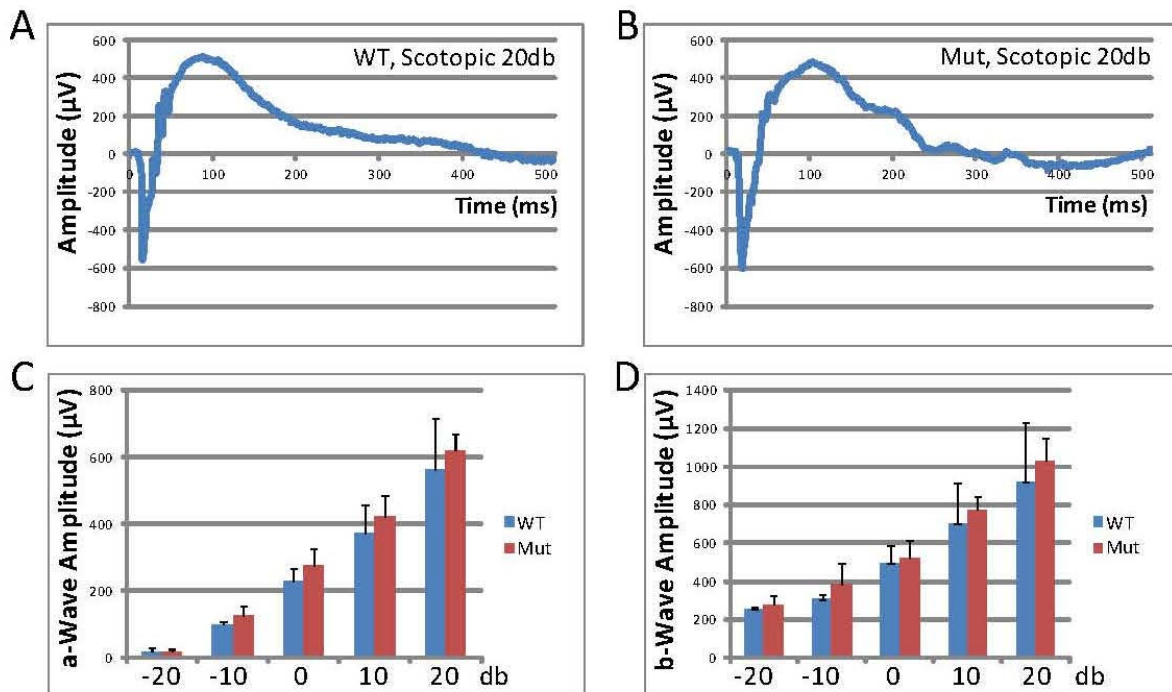 A
Amplitude (µV)
600
400
200
0
-200
-400
-600
-800
WT, Scotopic 20db
0 100 200 300 400 500
Time (ms)
B
Amplitude (µV)
600
400
200
0
-200
-400
-600
-800
Mut, Scotopic 20db
0 100 200 300 400 500
Time (ms)
C
a-Wave Amplitude (µV)
800
600
400
200
0
-20 -10 0 10 20 db
WT
Mut
D
b-Wave Amplitude (µV)
1400
1200
1000
800
600
400
200
0
-20 -10 0 10 20 db
WT
Mut